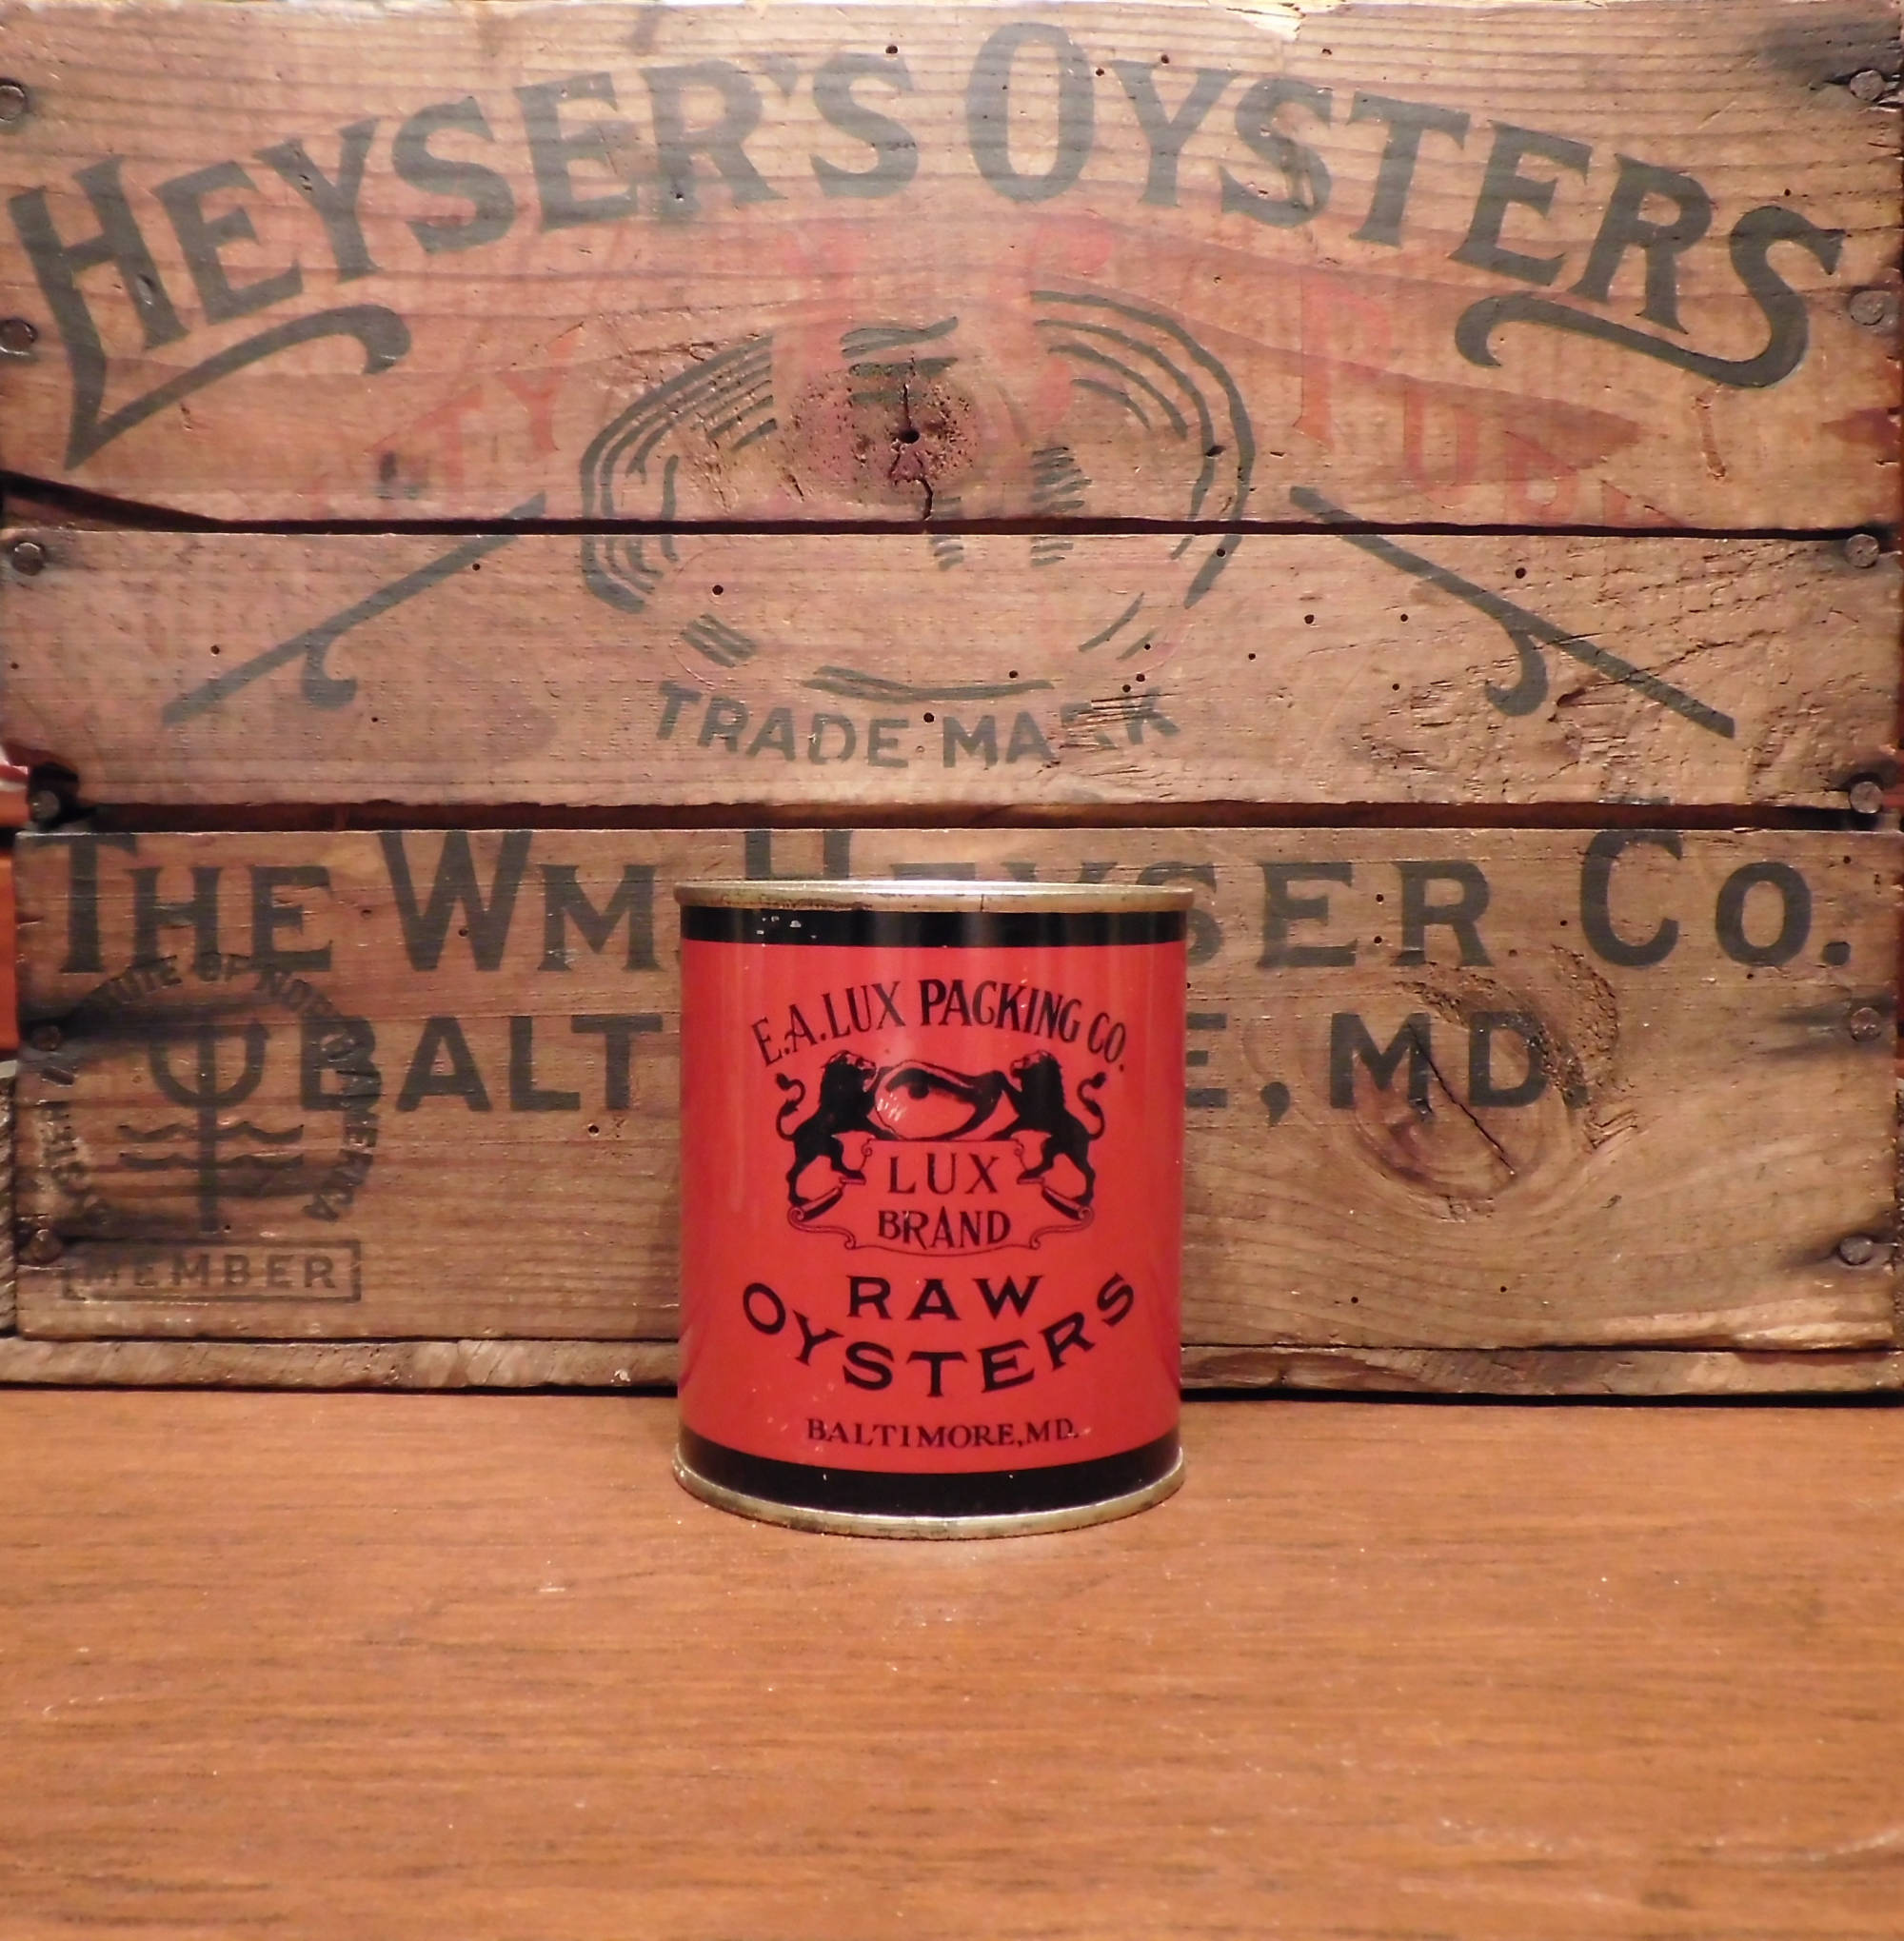 HEYSER'S OYSTERS
TRADE MARK
THE WM. HEYSER CO.
BALT E, MD.
MEMBER
E.A. LUX PACKING CO.
LUX
BRAND
RAW
OYSTERS
BALTIMORE, MD.